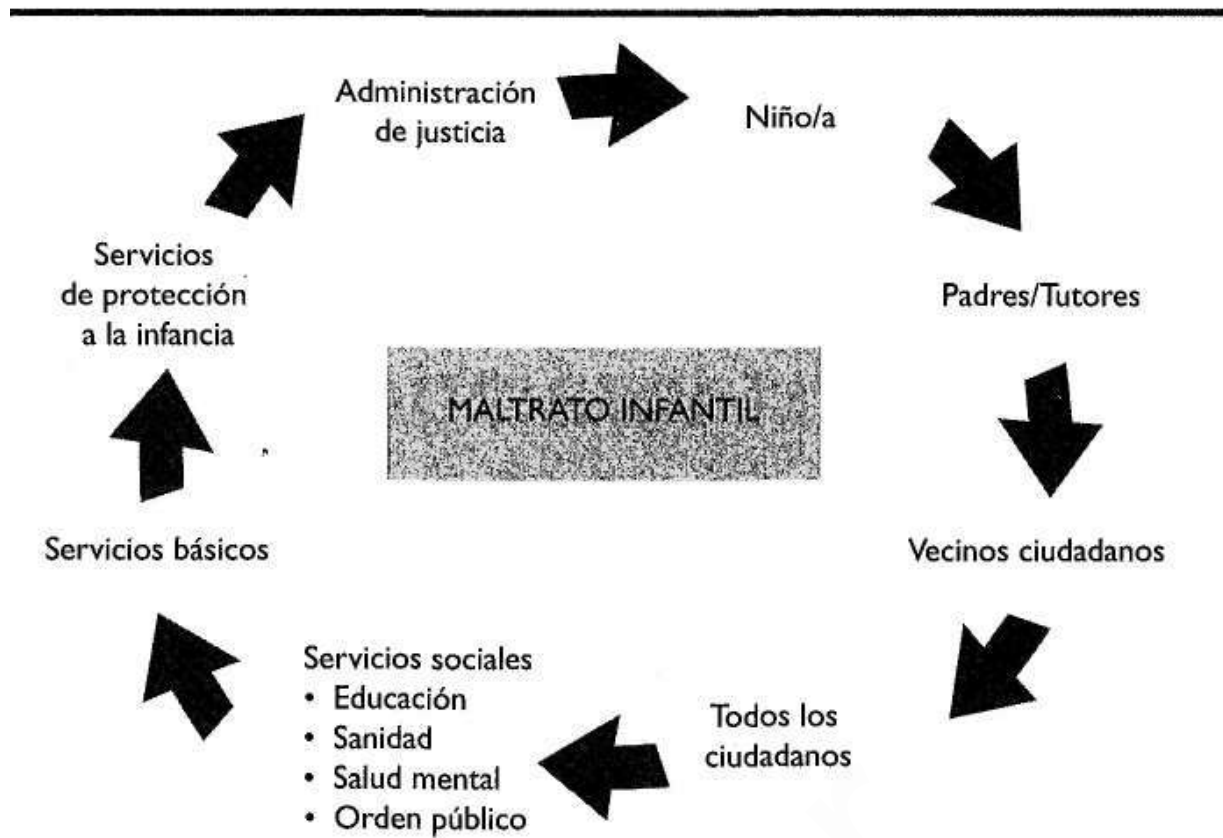 Administración
de justicia
Niño/a
Padres/Tutores
Vecinos ciudadanos
Todos los
ciudadanos
Servicios sociales
• Educación
• Sanidad
• Salud mental
• Orden público
Servicios básicos
Servicios
de protección
a la infancia
MALTRATO INFANTIL